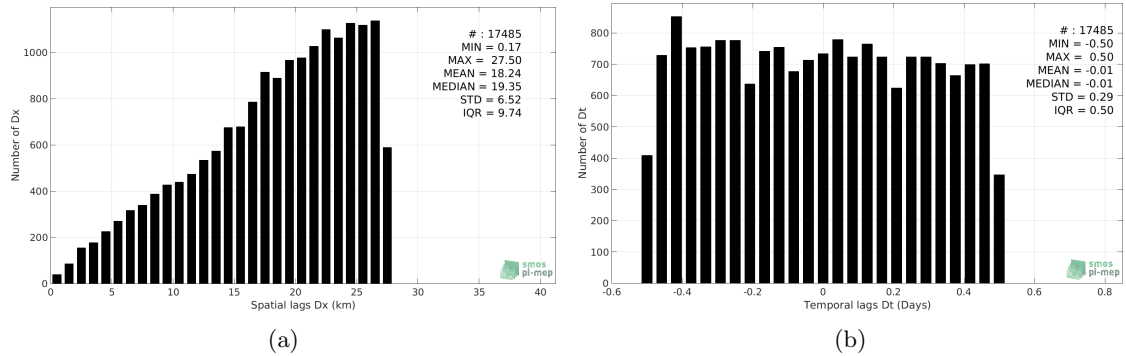 Number of Dx
1000
800
600
400
200
0
# : 17485
MIN = 0.17
MAX = 27.50
MEAN = 18.24
MEDIAN = 19.35
STD = 6.52
IQR = 9.74
smos
pi-mep
0 5 10 15 20 25 30 35 40
Spatial lags Dx (km)
(a)
Number of Dt
800
700
600
500
400
300
200
100
0
# : 17485
MIN = -0.50
MAX = 0.50
MEAN = -0.01
MEDIAN = -0.01
STD = 0.29
IQR = 0.50
smos
pi-mep
-0.6 -0.4 -0.2 0 0.2 0.4 0.6 0.8
Temporal lags Dt (Days)
(b)